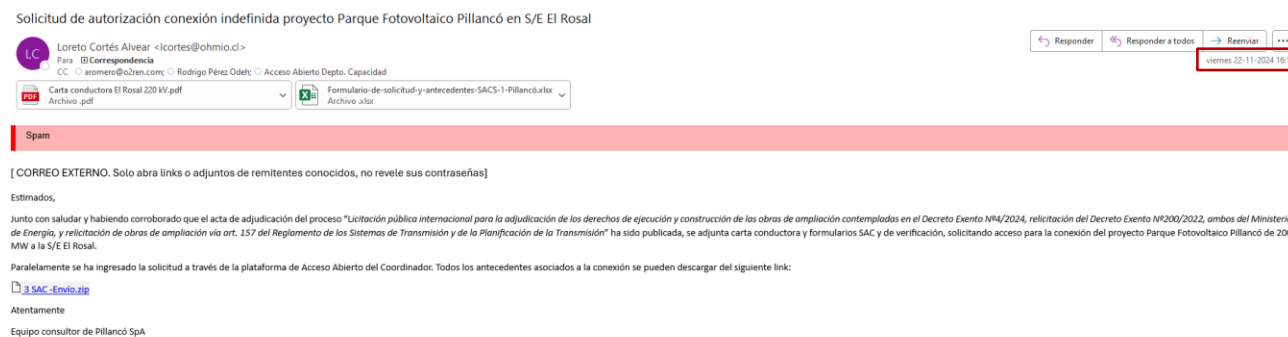 Solicitud de autorización conexión indefinida proyecto Parque Fotovoltaico Pillancó en S/E El Rosal
LC
Loreto Cortés Alvear <lcortes@ohmio.cl>
Para Correspondencia
CC aromero@o2ren.com; Rodrigo Pérez Odeh; Acceso Abierto Depto. Capacidad
Responder
Responder a todos
Reenviar
viernes 22-11-2024 16:
PDF
Carta conductora El Rosal 220 kV.pdf
Archivo .pdf
Formulario-de-solicitud-y-antecedentes-SACS-1-Pillancó.xlsx
Archivo .xlsx
Spam
[ CORREO EXTERNO. Solo abra links o adjuntos de remitentes conocidos, no revele sus contraseñas]
Estimados,
Junto con saludar y habiendo corroborado que el acta de adjudicación del proceso "Licitación pública internacional para la adjudicación de los derechos de ejecución y construcción de las obras de ampliación contempladas en el Decreto Exento Nº4/2024, relicitación del Decreto Exento Nº200/2022, ambos del Ministerio
de Energía, y relicitación de obras de ampliación vía art. 157 del Reglamento de los Sistemas de Transmisión y de la Planificación de la Transmisión" ha sido publicada, se adjunta carta conductora y formularios SAC y de verificación, solicitando acceso para la conexión del proyecto Parque Fotovoltaico Pillancó de 200
MW a la S/E El Rosal.
Paralelamente se ha ingresado la solicitud a través de la plataforma de Acceso Abierto del Coordinador. Todos los antecedentes asociados a la conexión se pueden descargar del siguiente link:
3 SAC -Envío.zip
Atentamente
Equipo consultor de Pillancó SpA